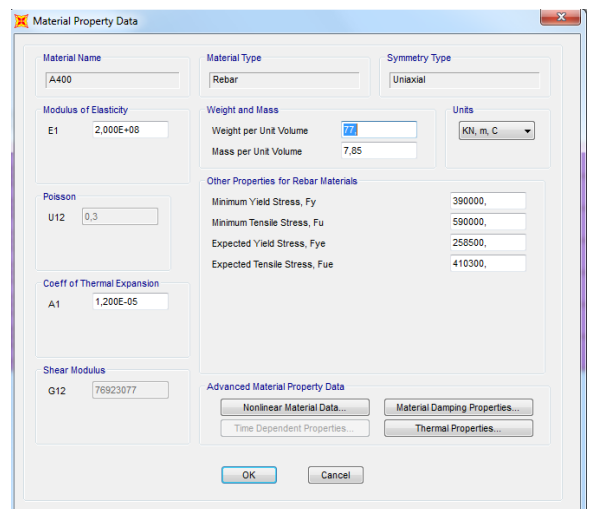 Material Property Data
x
Material Name
Material Type
Symmetry Type
A400
Rebar
Uniaxial
Modulus of Elasticity
Weight and Mass
Units
E1 2,000E+08
Weight per Unit Volume 77,
KN, m, C
Mass per Unit Volume 7,85
Other Properties for Rebar Materials
Poisson
Minimum Yield Stress, Fy 390000,
U12 0,3
Minimum Tensile Stress, Fu 590000,
Expected Yield Stress, Fye 258500,
Expected Tensile Stress, Fue 410300,
Coeff of Thermal Expansion
A1 1,200E-05
Shear Modulus
G12 76923077
Advanced Material Property Data
Nonlinear Material Data...
Material Damping Properties...
Time Dependent Properties...
Thermal Properties...
OK
Cancel